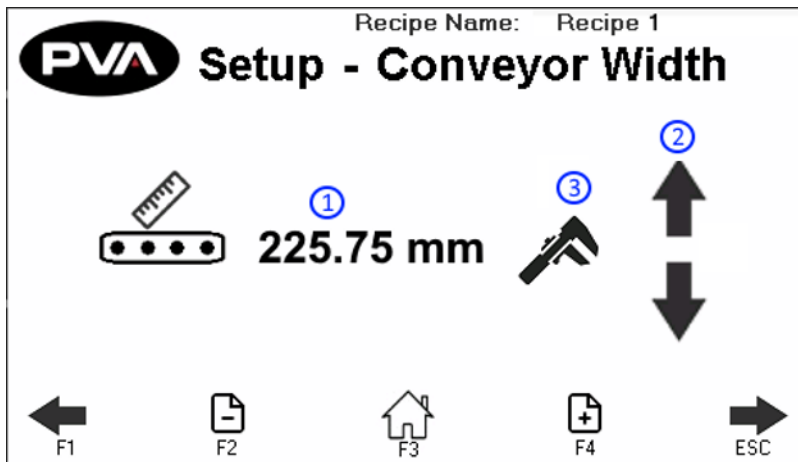 Recipe Name: Recipe 1
PVA
Setup - Conveyor Width
2
1
3
225.75 mm
F1 F2 F3 F4 ESC